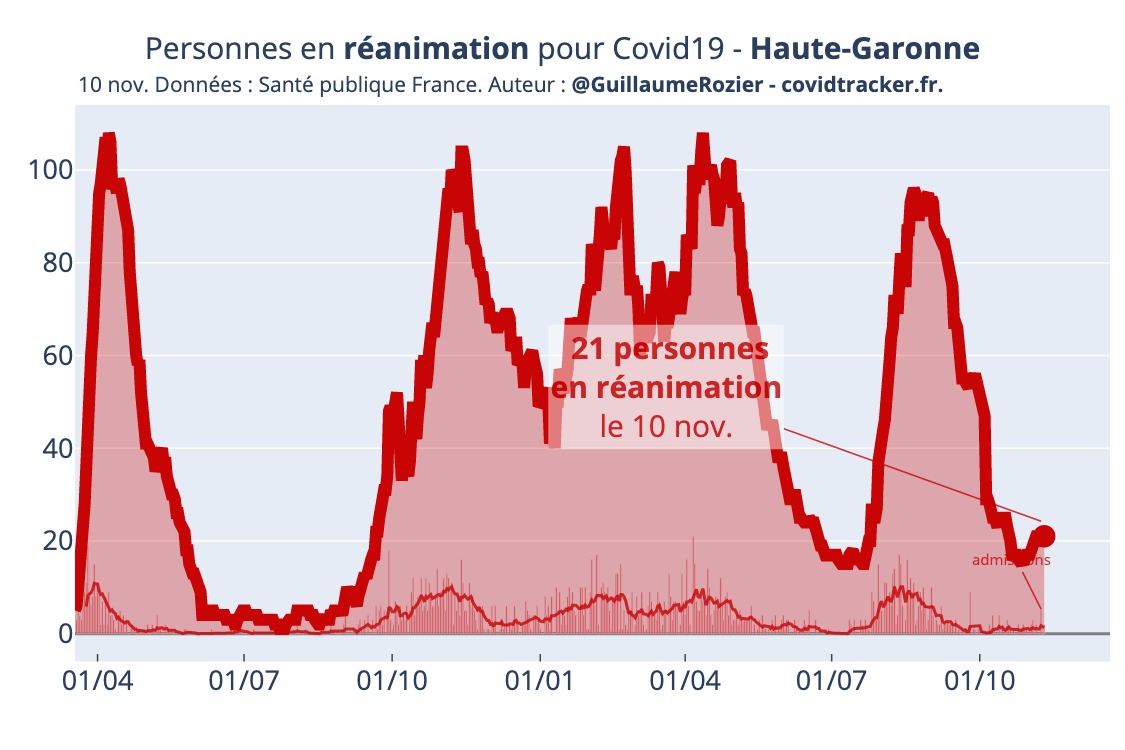 Personnes en réanimation pour Covid19 - Haute-Garonne
10 nov. Données : Santé publique France. Auteur : @GuillaumeRozier - covidtracker.fr.
100
80
60
40
20
0
21 personnes
en réanimation
le 10 nov.
admissions
01/04 01/07 01/10 01/01 01/04 01/07 01/10